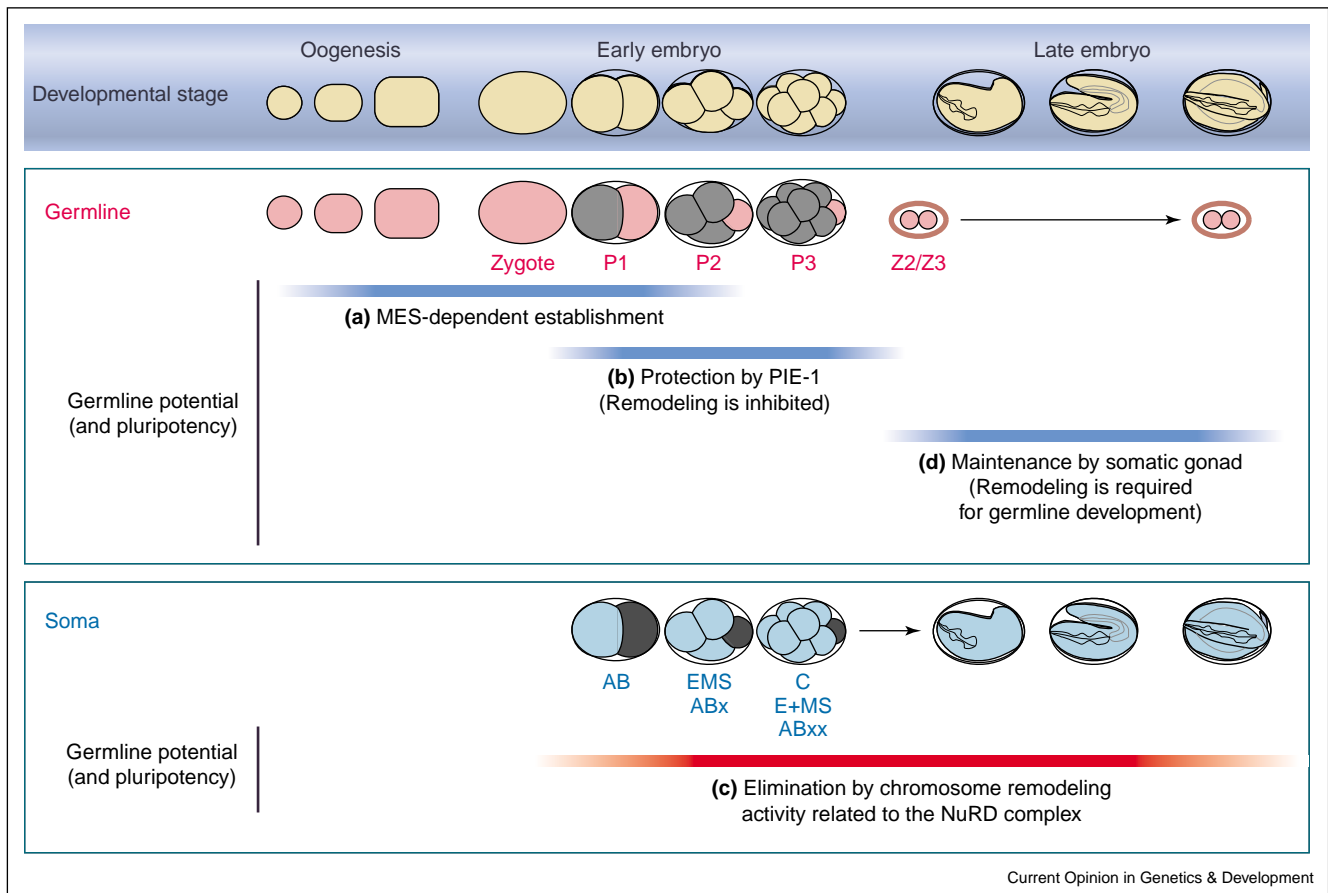 Oogenesis
Early embryo
Late embryo
Developmental stage
Germline
Zygote
P1
P2
P3
Z2/Z3
(a) MES-dependent establishment
(b) Protection by PIE-1
(Remodeling is inhibited)
Germline potential
(and pluripotency)
(d) Maintenance by somatic gonad
(Remodeling is required
for germline development)
Soma
AB
EMS
ABx
C
E+MS
ABxx
Germline potential
(and pluripotency)
(c) Elimination by chromosome remodeling
activity related to the NuRD complex
Current Opinion in Genetics & Development